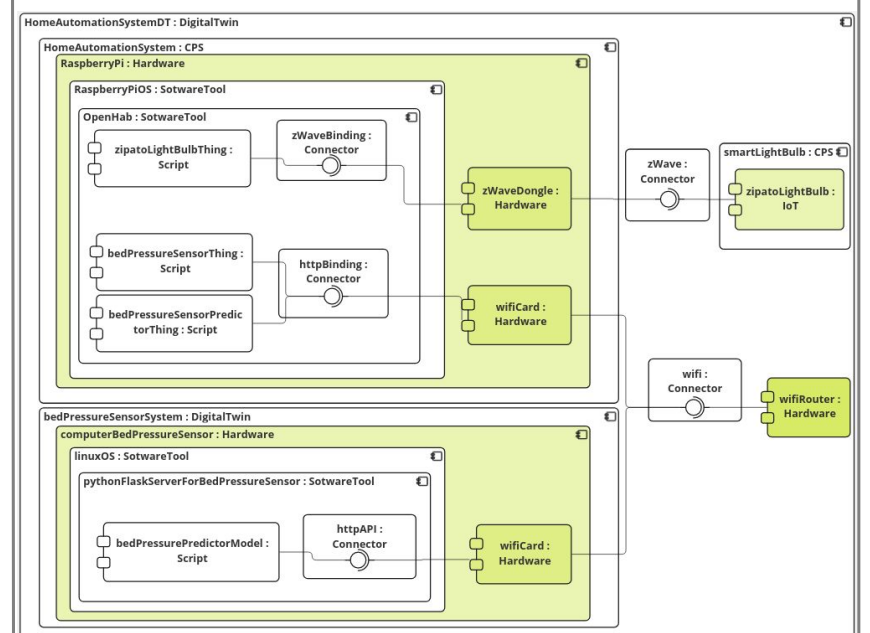 HomeAutomationSystemDT : DigitalTwin
HomeAutomationSystem : CPS
RaspberryPi : Hardware
RaspberryPiOS : SotwareTool
OpenHab : SotwareTool
zipatoLightBulbThing :
Script
zWaveBinding :
Connector
zWaveDongle :
Hardware
zWave :
Connector
smartLightBulb : CPS
zipatoLightBulb :
IoT
bedPressureSensorThing :
Script
httpBinding :
Connector
bedPressureSensorPredic
torThing : Script
wifiCard :
Hardware
wifi :
Connector
wifiRouter :
Hardware
bedPressureSensorSystem : DigitalTwin
computerBedPressureSensor : Hardware
linuxOS : SotwareTool
pythonFlaskServerForBedPressureSensor : SotwareTool
bedPressurePredictorModel :
Script
httpAPI :
Connector
wifiCard :
Hardware